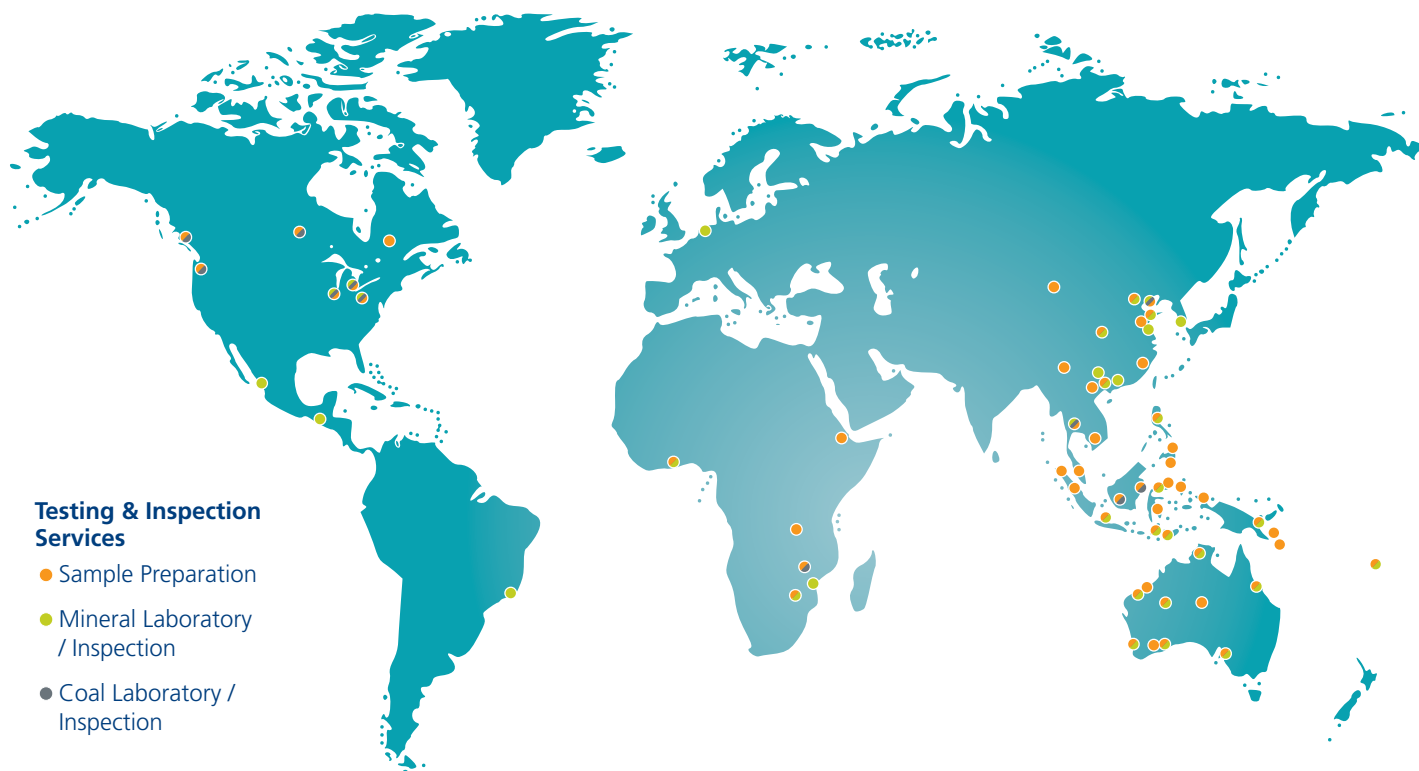 Testing & Inspection
Services
Sample Preparation
Mineral Laboratory
/ Inspection
Coal Laboratory /
Inspection